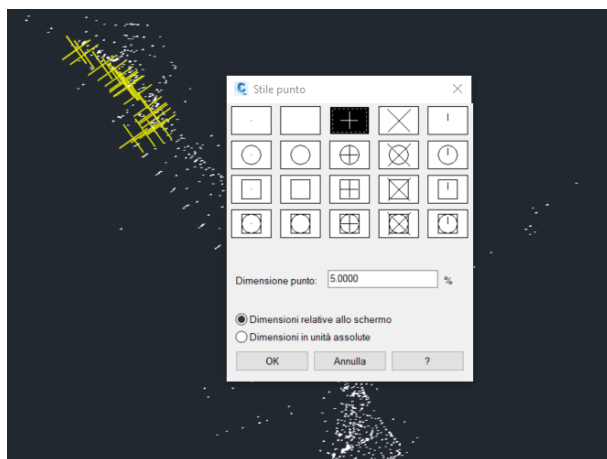 Stile punto
Dimensione punto: 5.0000 %
Dimensioni relative allo schermo
Dimensioni in unità assolute
OK Annulla ?